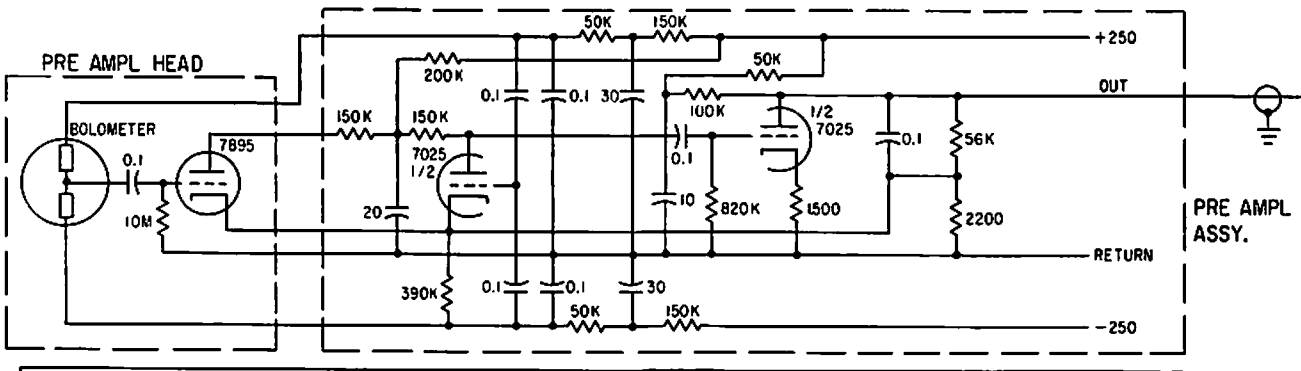 50K
150K
+250
PRE AMPL HEAD
200K
50K
0.1
0.1
30
100K
OUT
BOLOMETER
7895
150K
150K
1/2
7025
0.1
7025
1/2
0.1
0.1
56K
10M
20
10
820K
1500
2200
PRE AMPL
ASSY.
RETURN
390K
0.1
0.1
30
50K
150K
-250